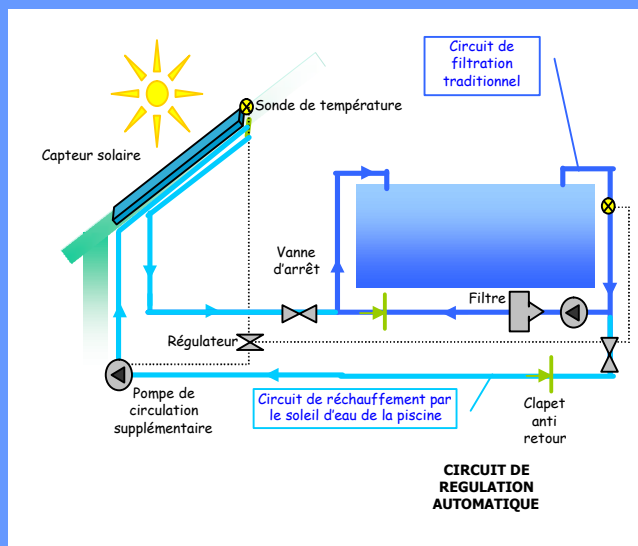 Circuit de
filtration
traditionnel
Sonde de température
Capteur solaire
Vanne
d'arrêt
Filtre
Régulateur
Pompe de
circulation
supplémentaire
Circuit de réchauffement par
le soleil d'eau de la piscine
Clapet
anti
retour
CIRCUIT DE
REGULATION
AUTOMATIQUE